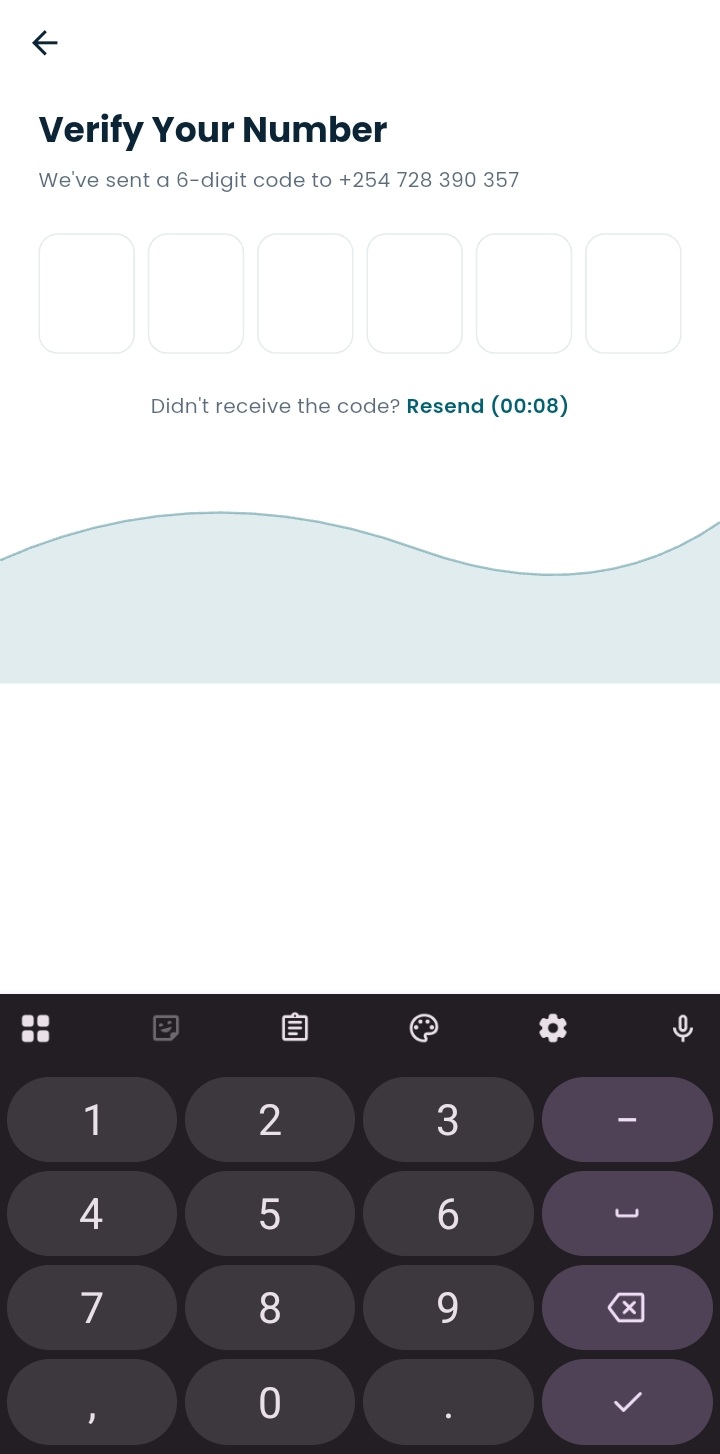 Verify Your Number
We've sent a 6-digit code to +254 728 390 357
Didn't receive the code? Resend (00:08)
1 2 3 –
4 5 6
7 8 9
, 0 .